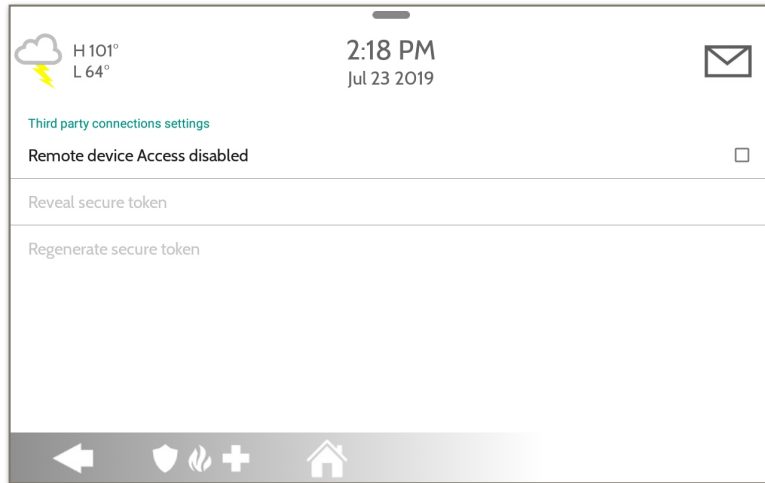 H 101°
L 64°
2:18 PM
Jul 23 2019
Third party connections settings
Remote device Access disabled
Reveal secure token
Regenerate secure token